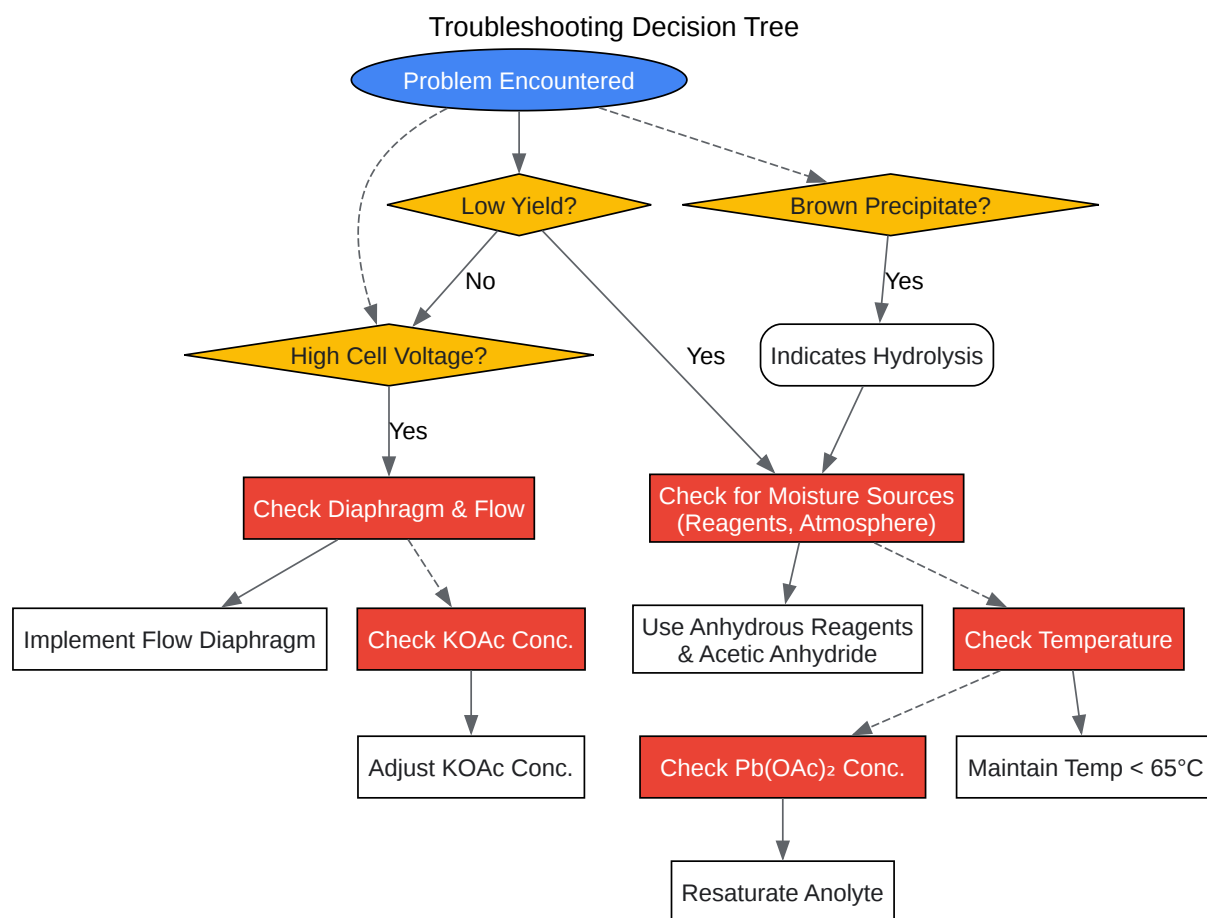 Troubleshooting Decision Tree
Problem Encountered
Low Yield?
Brown Precipitate?
No
Yes
High Cell Voltage?
Yes
Indicates Hydrolysis
Yes
Check Diaphragm & Flow
Check for Moisture Sources
(Reagents, Atmosphere)
Implement Flow Diaphragm
Check KOAc Conc.
Use Anhydrous Reagents
& Acetic Anhydride
Check Temperature
Adjust KOAc Conc.
Check Pb(OAc)₂ Conc.
Maintain Temp < 65°C
Resaturate Anolyte